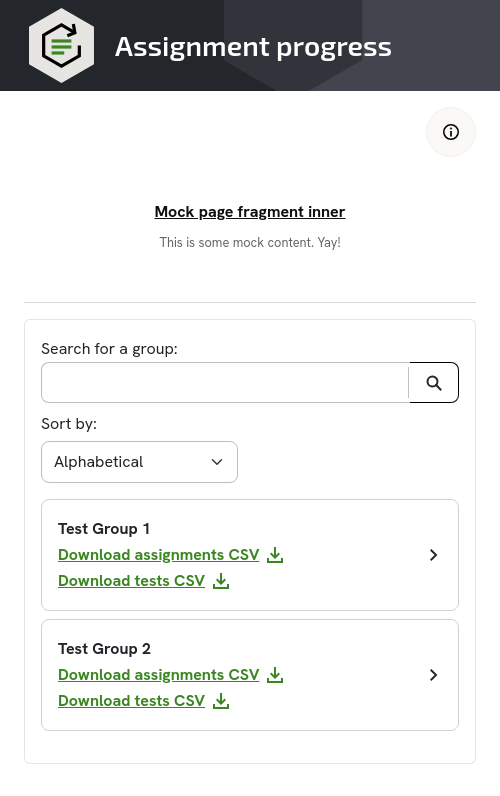 Assignment progress
Mock page fragment inner
This is some mock content. Yay!
Search for a group:
Sort by:
Alphabetical
Test Group 1
Download assignments CSV
Download tests CSV
Test Group 2
Download assignments CSV
Download tests CSV